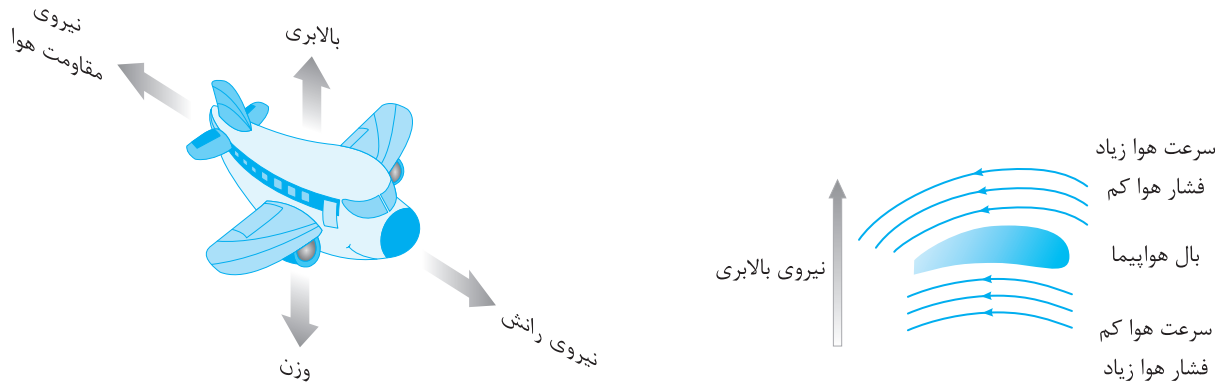 سرعت هوا زیاد
فشار هوا کم
بال هواپیما
نیروی بالابری
سرعت هوا کم
فشار هوا زیاد
نیروی
مقاومت هوا
بالابری
نیروی رانش
وزن